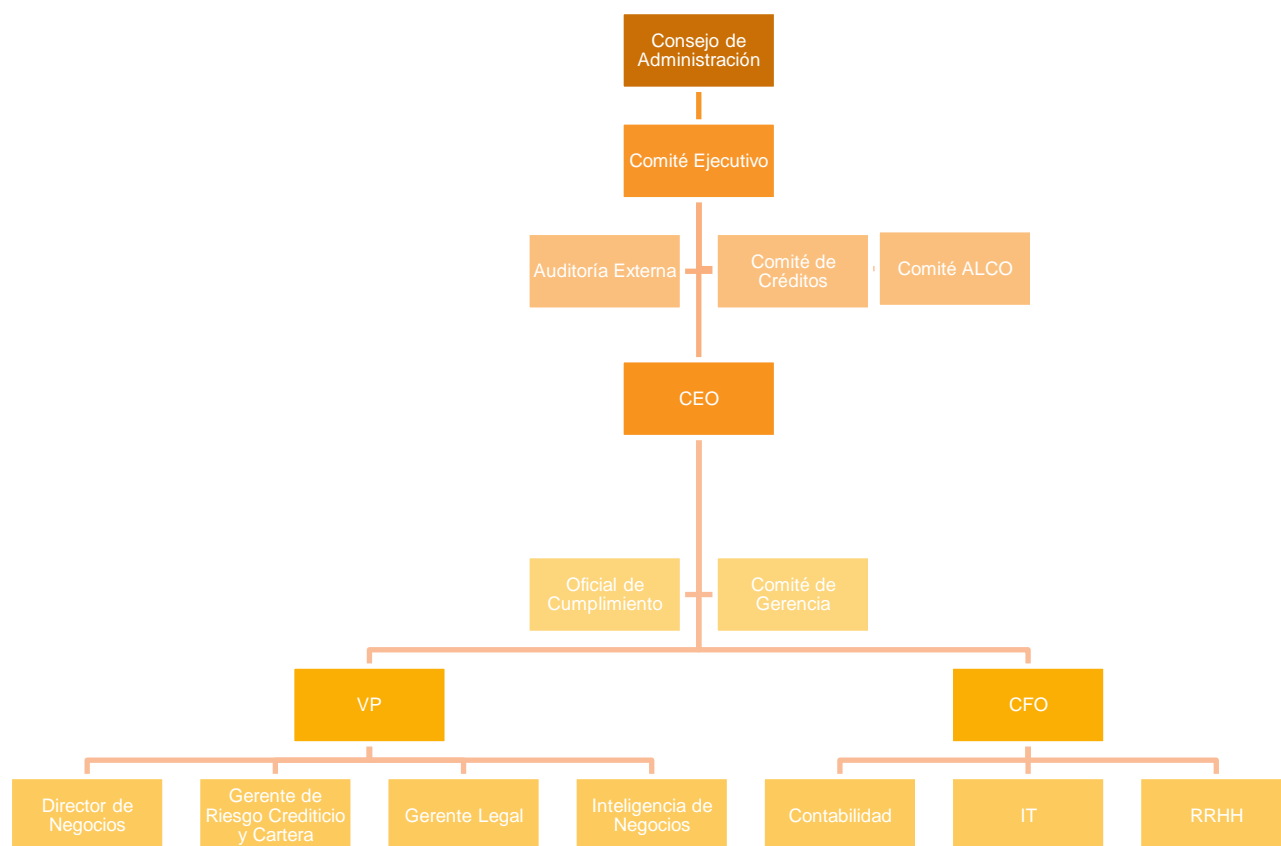 Consejo de
Administración
Comité Ejecutivo
Auditoría Externa
Comité de
Créditos
Comité ALCO
CEO
Oficial de
Cumplimiento
Comité de
Gerencia
VP
CFO
Director de
Negocios
Gerente de
Riesgo Crediticio
y Cartera
Gerente Legal
Inteligencia de
Negocios
Contabilidad
IT
RRHH